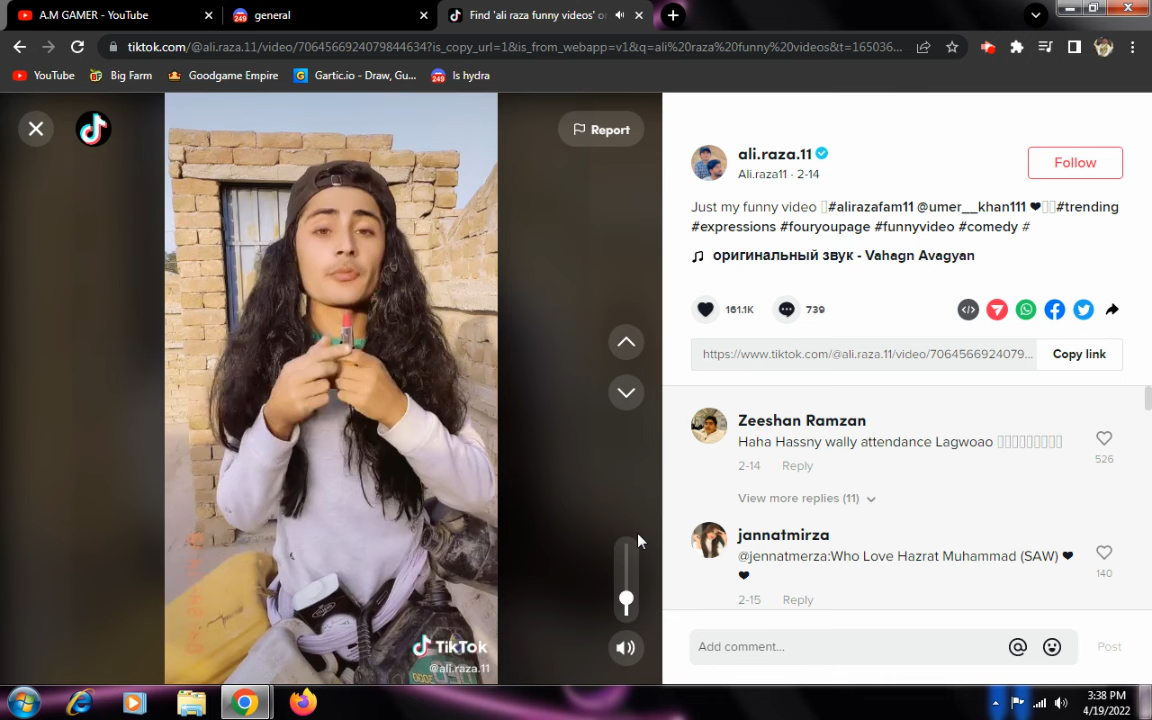 A.M GAMER - YouTube
general
Find 'ali raza funny videos' o
tiktok.com/@ali.raza.11/video/7064566924079844634?is_copy_url=1&is_from_webapp=v1&q=ali%20raza%20funny%20videos&t=165036...
YouTube
Big Farm
Goodgame Empire
Gartic.io - Draw, Gu...
Is hydra
Report
ali.raza.11
Ali.raza11 · 2-14
Follow
Just my funny video #alirazafam11 @umer__khan111 ❤ #trending
#expressions #fouryoupage #funnyvideo #comedy #
оригинальный звук - Vahagn Avagyan
161.1K
739
https://www.tiktok.com/@ali.raza.11/video/7064566924079...
Copy link
Zeeshan Ramzan
Haha Hassny wally attendance Lagwoao
526
2-14 Reply
View more replies (11)
jannatmirza
@jennatmerza:Who Love Hazrat Muhammad (SAW) ❤
❤
140
2-15 Reply
TikTok
@ali.raza.11
Add comment...
Post
3:38 PM
4/19/2022